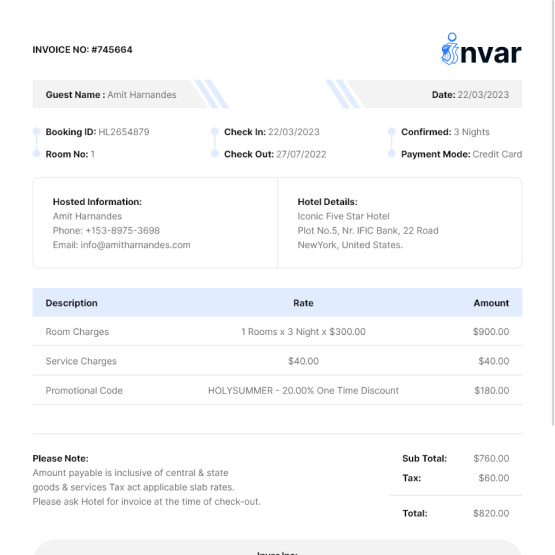 INVOICE NO: #745664
invar
Guest Name : Amit Harnandes
Date: 22/03/2023
Booking ID: HL2654879
Check In: 22/03/2023
Confirmed: 3 Nights
Room No: 1
Check Out: 27/07/2022
Payment Mode: Credit Card
Hosted Information:
Amit Harnandes
Phone: +153-8975-3698
Email: info@amitharnandes.com
Hotel Details:
Iconic Five Star Hotel
Plot No.5, Nr. IFIC Bank, 22 Road
NewYork, United States.
Description Rate Amount
Room Charges 1 Rooms x 3 Night x $300.00 $900.00
Service Charges $40.00 $40.00
Promotional Code HOLYSUMMER - 20.00% One Time Discount $180.00
Please Note:
Amount payable is inclusive of central & state
goods & services Tax act applicable slab rates.
Please ask Hotel for invoice at the time of check-out.
Sub Total: $760.00
Tax: $60.00
Total: $820.00
Invar Inc: